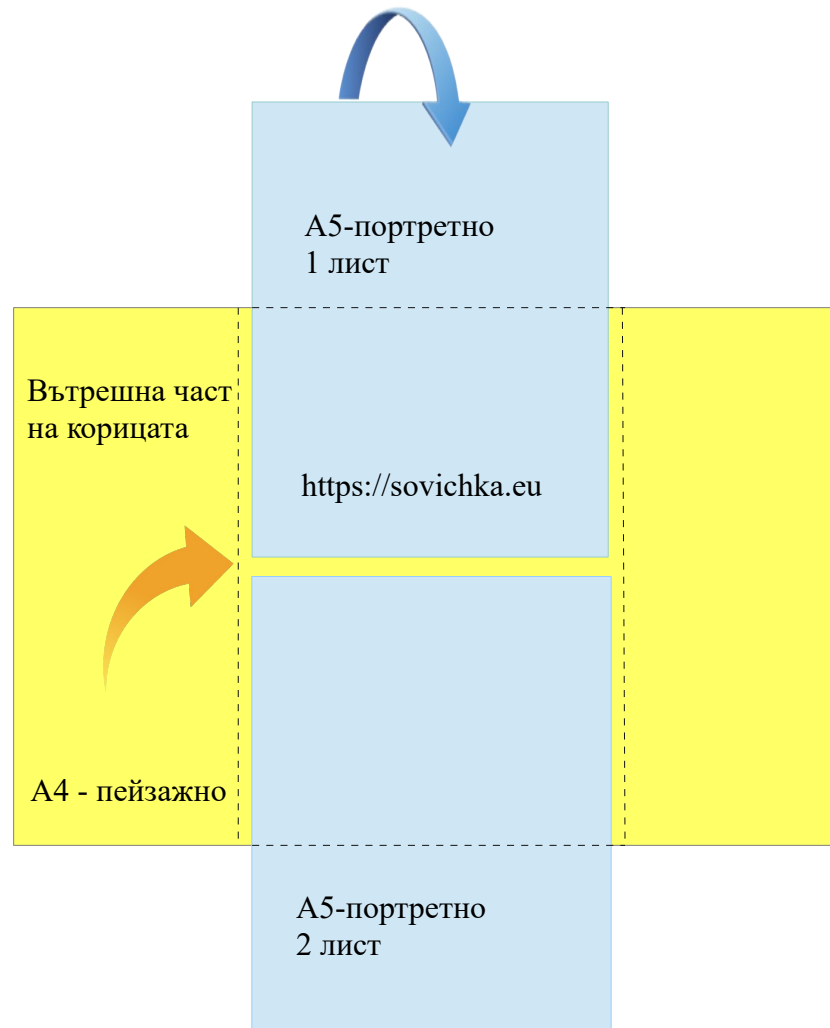 А5-портретно
1 лист
Вътрешна част
на корицата
https://sovichka.eu
А4 - пейзажно
А5-портретно
2 лист